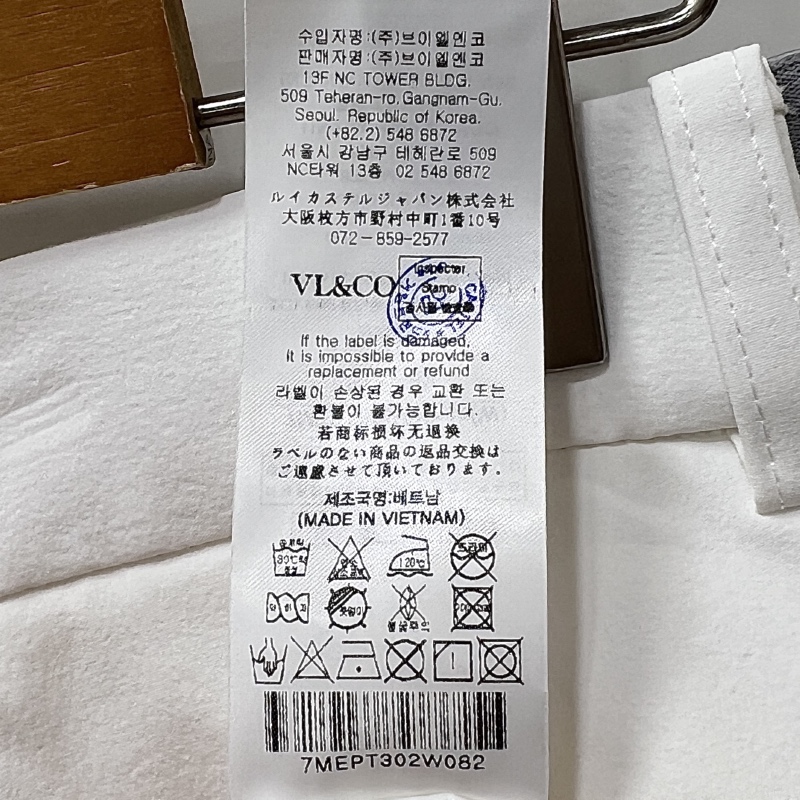 수입자명:(주)브이엘엔코
판매자명:(주)브이엘엔코
13F NC TOWER BLDG.
509 Teheran-ro, Gangnam-Gu,
Seoul. Republic of Korea.
(+82.2) 548 6872
서울시 강남구 테헤란로 509
NC타워 13층 02 548 6872
ルイカステルジャパン株式会社
大阪枚方市野村中町1番10号
072-859-2577
VL&CO
Inspecter
Stamp
If the label is damaged,
it is impossible to provide a
replacement or refund
라벨이 손상된 경우 교환 또는
환불이 불가능합니다.
若商标损坏无退换
ラベルのない商品の返品交換は
ご遠慮させて頂いております。
제조국명:베트남
(MADE IN VIETNAM)
120℃
드라이
7MEPT302W082